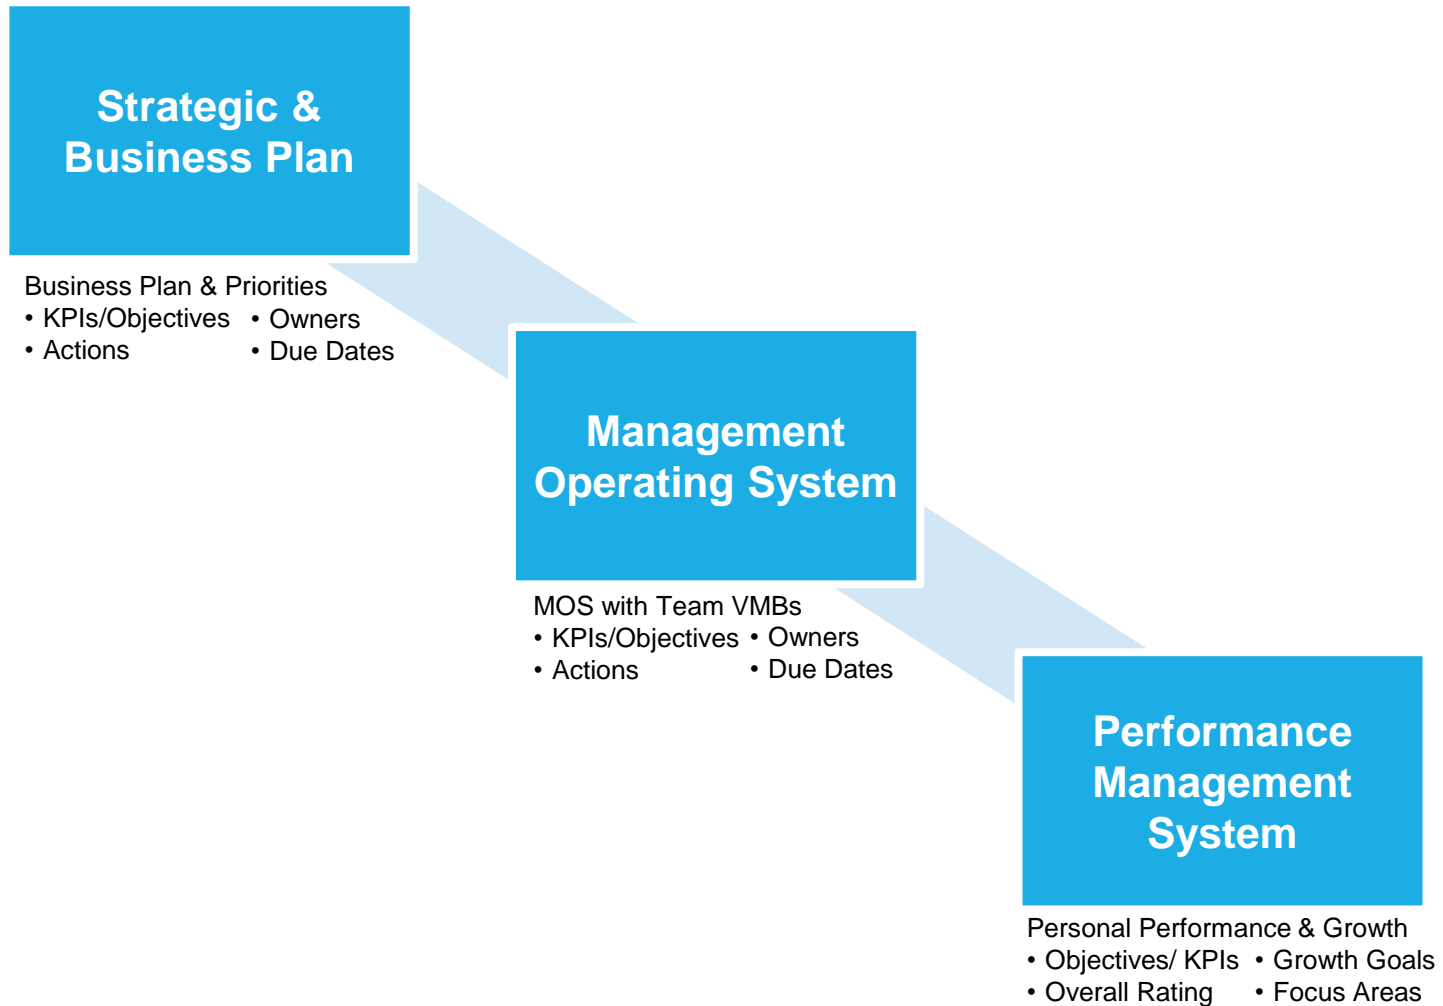 Strategic &
Business Plan
Business Plan & Priorities
• KPIs/Objectives • Owners
• Actions • Due Dates
Management
Operating System
MOS with Team VMBs
• KPIs/Objectives • Owners
• Actions • Due Dates
Performance
Management
System
Personal Performance & Growth
• Objectives/ KPIs • Growth Goals
• Overall Rating • Focus Areas